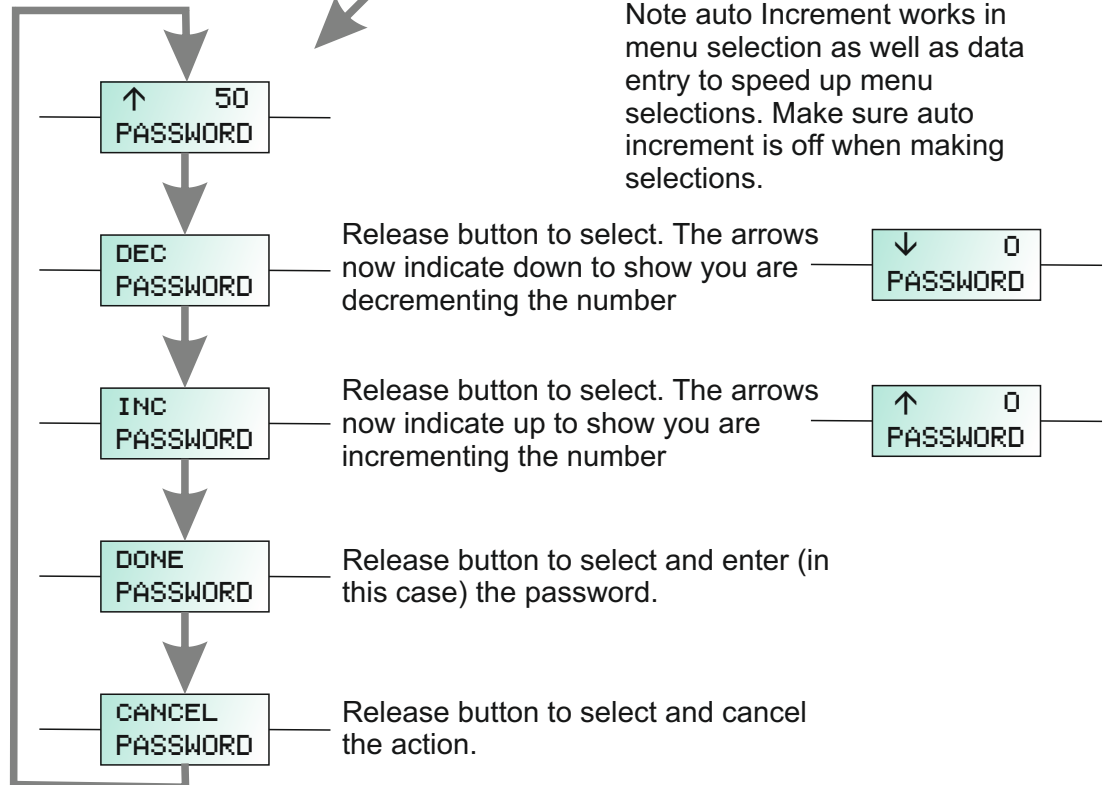 Note auto Increment works in
menu selection as well as data
entry to speed up menu
selections. Make sure auto
increment is off when making
selections.
↑ 50
PASSWORD
DEC
PASSWORD
Release button to select. The arrows
now indicate down to show you are
decrementing the number
↓ 0
PASSWORD
INC
PASSWORD
Release button to select. The arrows
now indicate up to show you are
incrementing the number
↑ 0
PASSWORD
DONE
PASSWORD
Release button to select and enter (in
this case) the password.
CANCEL
PASSWORD
Release button to select and cancel
the action.